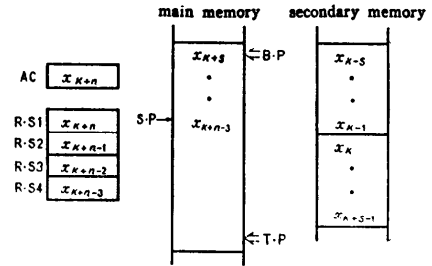 main memory
secondary memory
AC x_{K+n}
R·S1 x_{K+n}
R·S2 x_{K+n-1}
R·S3 x_{K+n-2}
R·S4 x_{K+n-3}
S·P
x_{K+S}
x_{K+n-3}
B·P
T·P
x_{K-S}
x_{K-1}
x_K
x_{K+S-1}